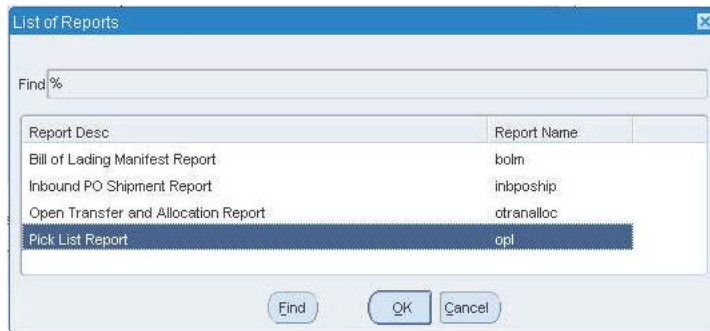 List of Reports
Find %
Report Desc Report Name
Bill of Lading Manifest Report bolm
Inbound PO Shipment Report inbpoship
Open Transfer and Allocation Report otranalloc
Pick List Report opl
Find OK Cancel